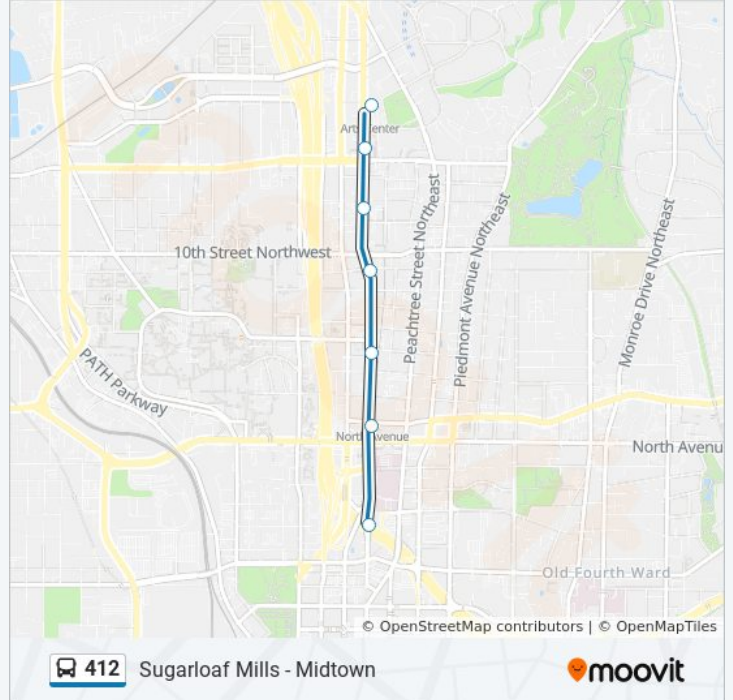 Arts Center
10th Street Northwest
Peachtree Street Northeast
Piedmont Avenue Northeast
Monroe Drive Northeast
PATH Parkway
North Avenue
North Avenu
Old Fourth Ward
© OpenStreetMap contributors | © OpenMapTiles
412 Sugarloaf Mills - Midtown
moovit